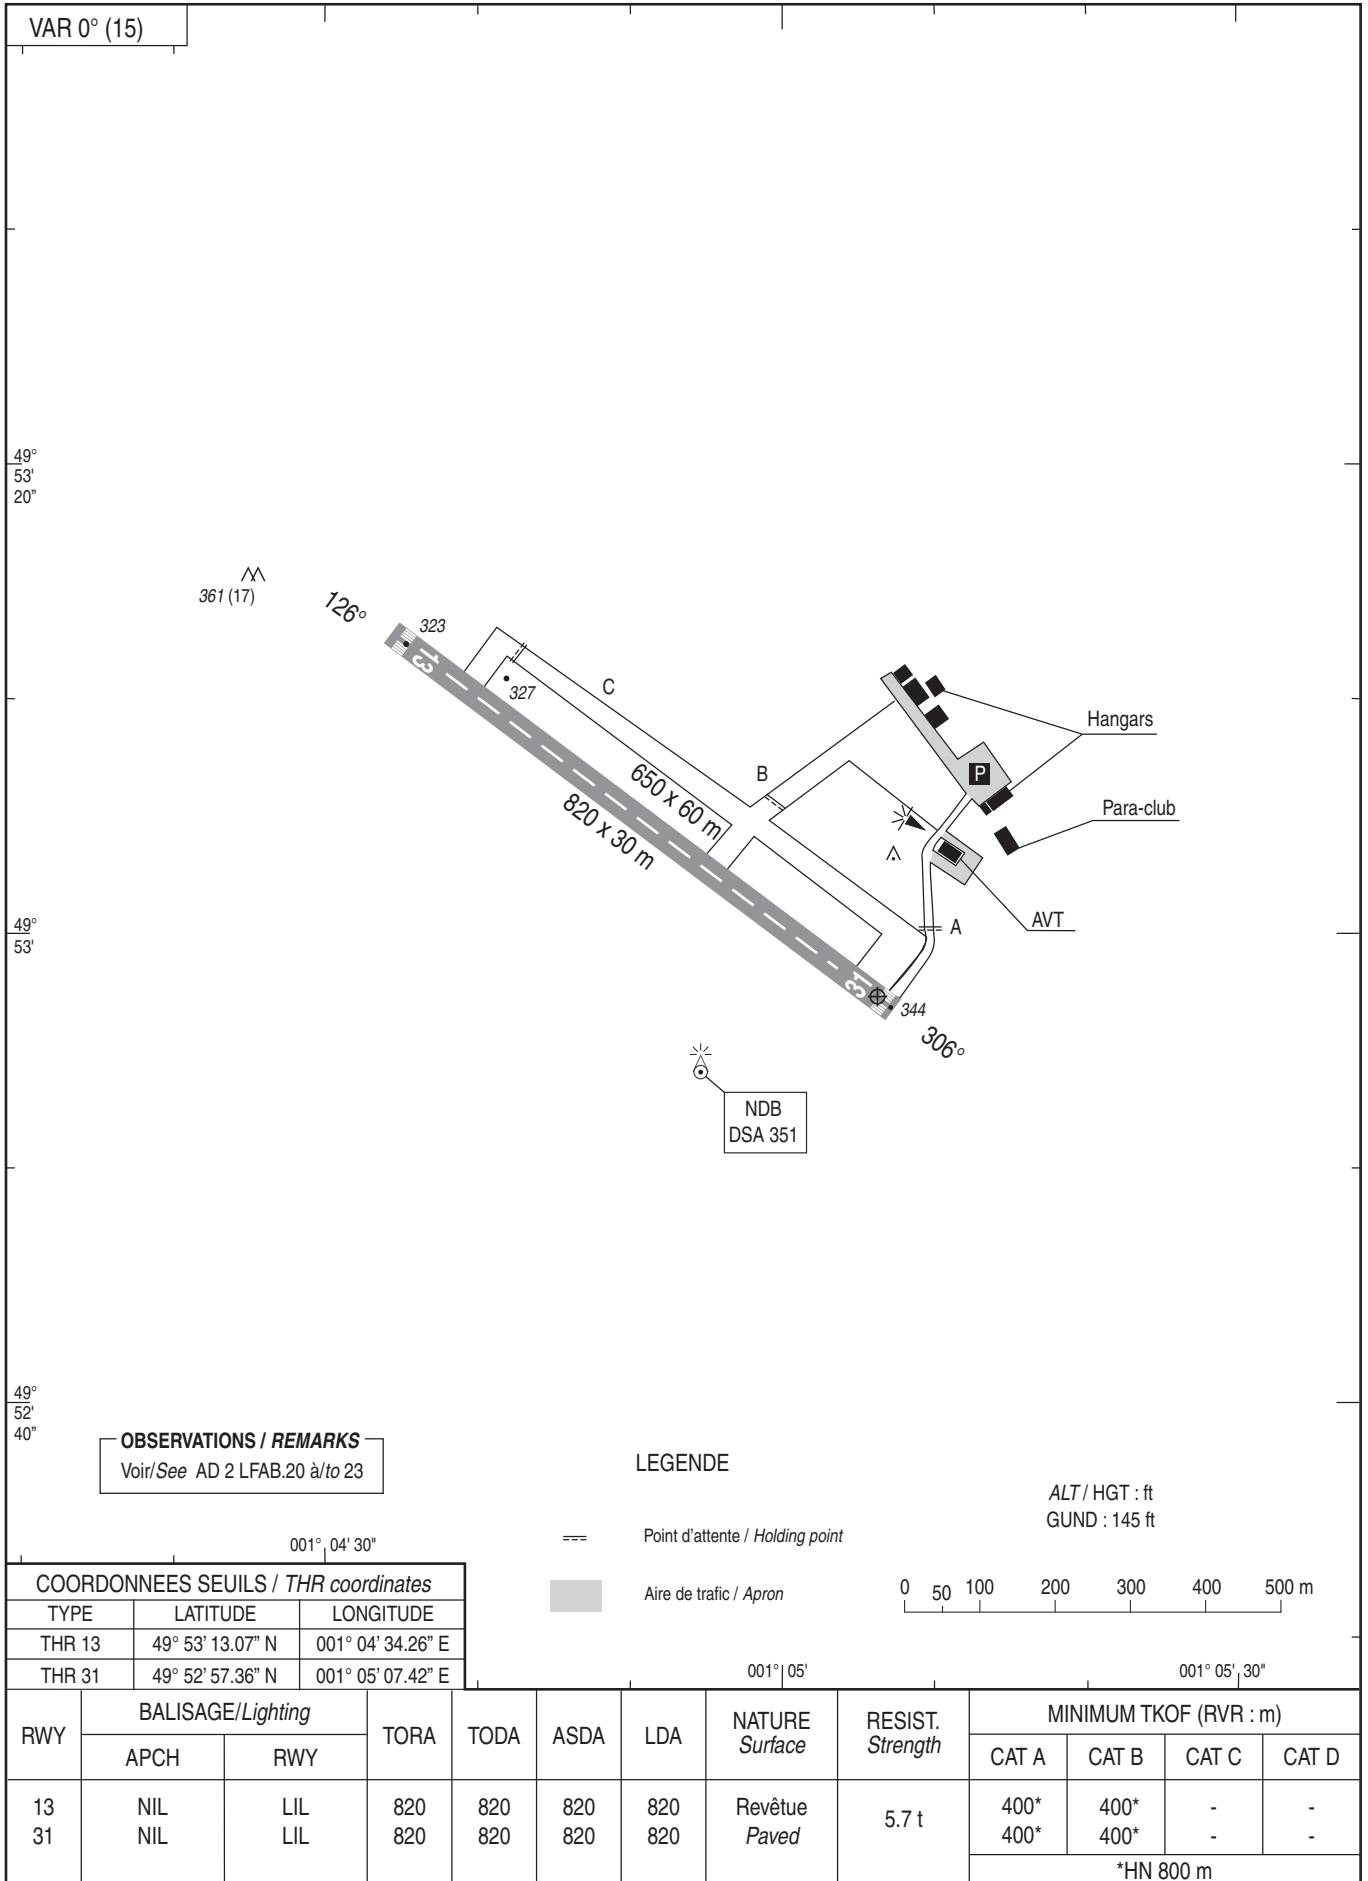 VAR 0° (15)
49°
53'
20”
361 (17)
126°
323
13
327
C
650 x 60 m
820 x 30 m
B
P
Hangars
Para-club
AVT
A
49°
53'
31
344
306°
NDB
DSA 351
49°
52'
40”
OBSERVATIONS / REMARKS
Voir/See AD 2 LFAB.20 à/to 23
LEGENDE
Point d'attente / Holding point
Aire de trafic / Apron
ALT / HGT : ft
GUND : 145 ft
0 50 100 200 300 400 500 m
001° 04' 30"
001° 05'
001° 05' 30"
COORDONNEES SEUILS / THR coordinates
TYPE LATITUDE LONGITUDE
THR 13 49° 53’ 13.07” N 001° 04’ 34.26” E
THR 31 49° 52’ 57.36” N 001° 05’ 07.42” E
RWY BALISAGE/Lighting TORA TODA ASDA LDA NATURE RESIST. MINIMUM TKOF (RVR : m)
Surface Strength
APCH RWY CAT A CAT B CAT C CAT D
13 NIL LIL 820 820 820 820 Revêtue 5.7 t 400* 400* - -
31 NIL LIL 820 820 820 820 Paved 400* 400* - -
*HN 800 m